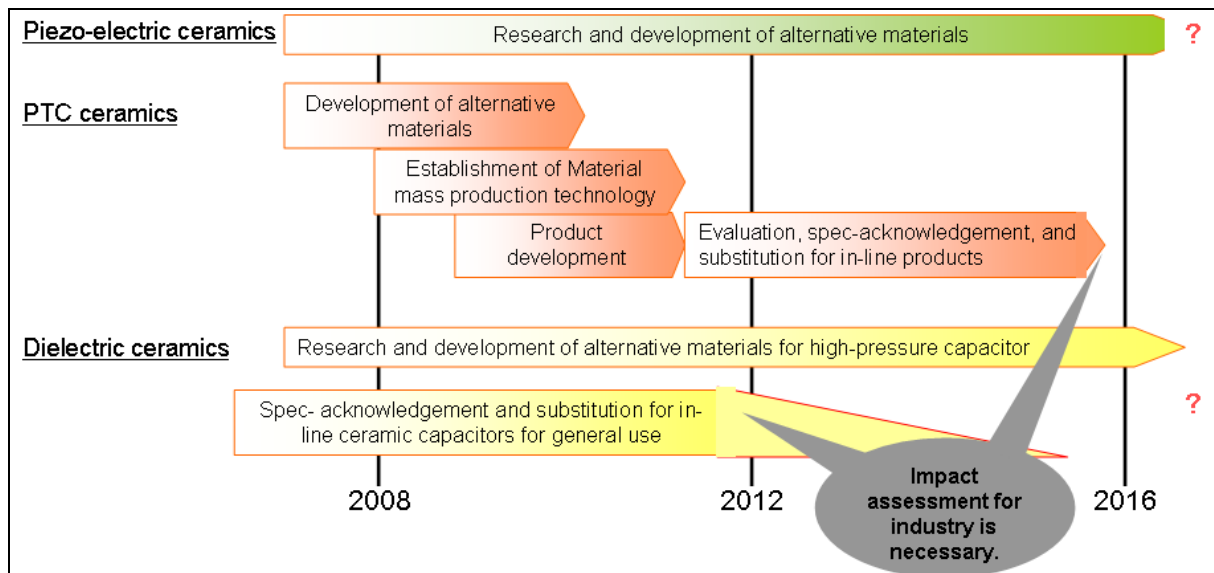 Piezo-electric ceramics
Research and development of alternative materials
?
PTC ceramics
Development of alternative
materials
Establishment of Material
mass production technology
Product
development
Evaluation, spec-acknowledgement, and
substitution for in-line products
Dielectric ceramics
Research and development of alternative materials for high-pressure capacitor
Spec- acknowledgement and substitution for in-
line ceramic capacitors for general use
?
Impact
assessment for
industry is
necessary.
2008
2012
2016